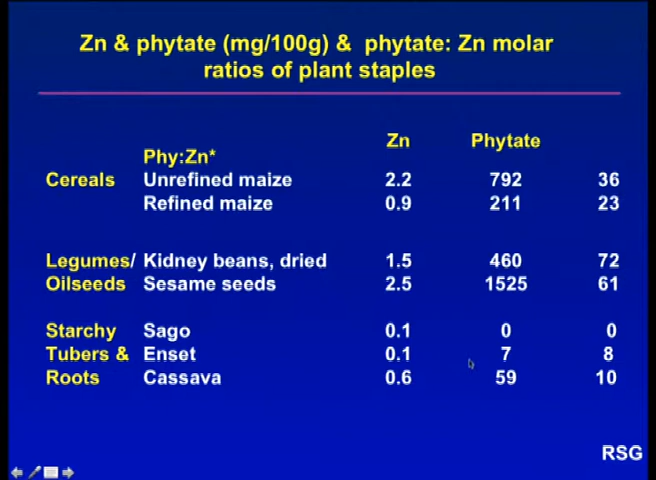 Zn & phytate (mg/100g) & phytate: Zn molar
ratios of plant staples
Zn Phytate
Phy:Zn*
Cereals Unrefined maize 2.2 792 36
Refined maize 0.9 211 23
Legumes/ Kidney beans, dried 1.5 460 72
Oilseeds Sesame seeds 2.5 1525 61
Starchy Sago 0.1 0 0
Tubers & Enset 0.1 7 8
Roots Cassava 0.6 59 10
RSG